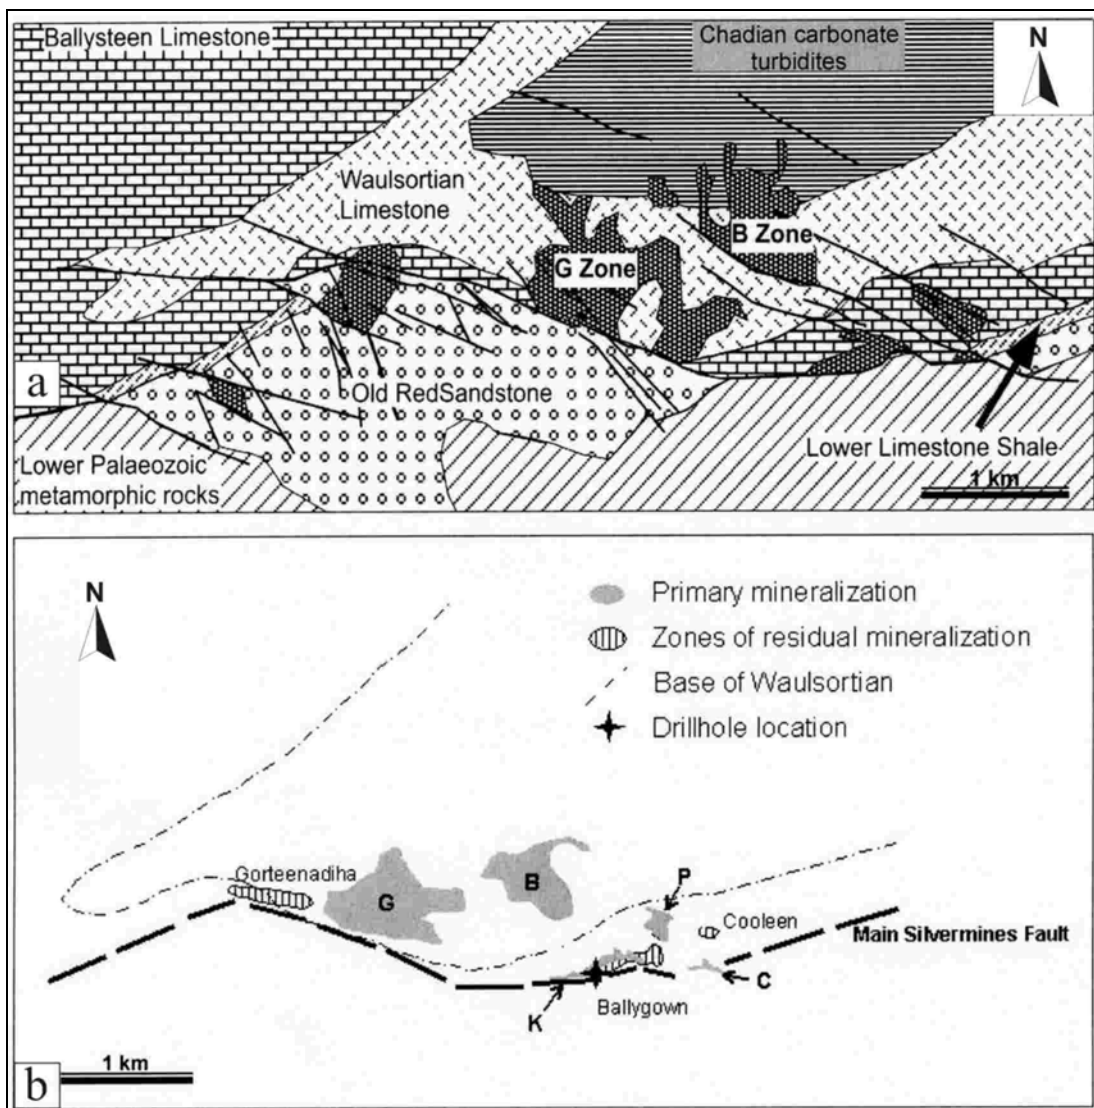 Ballysteen Limestone
Chadian carbonate
turbidites
N
Waulsortian
Limestone
B Zone
G Zone
a
Old RedSandstone
Lower Palaeozoic
metamorphic rocks
Lower Limestone Shale
1 km
N
Primary mineralization
Zones of residual mineralization
Base of Waulsortian
Drillhole location
Gorteenadiha
G
B
P
Cooleen
Main Silvermines Fault
C
K
Ballygown
1 km
b